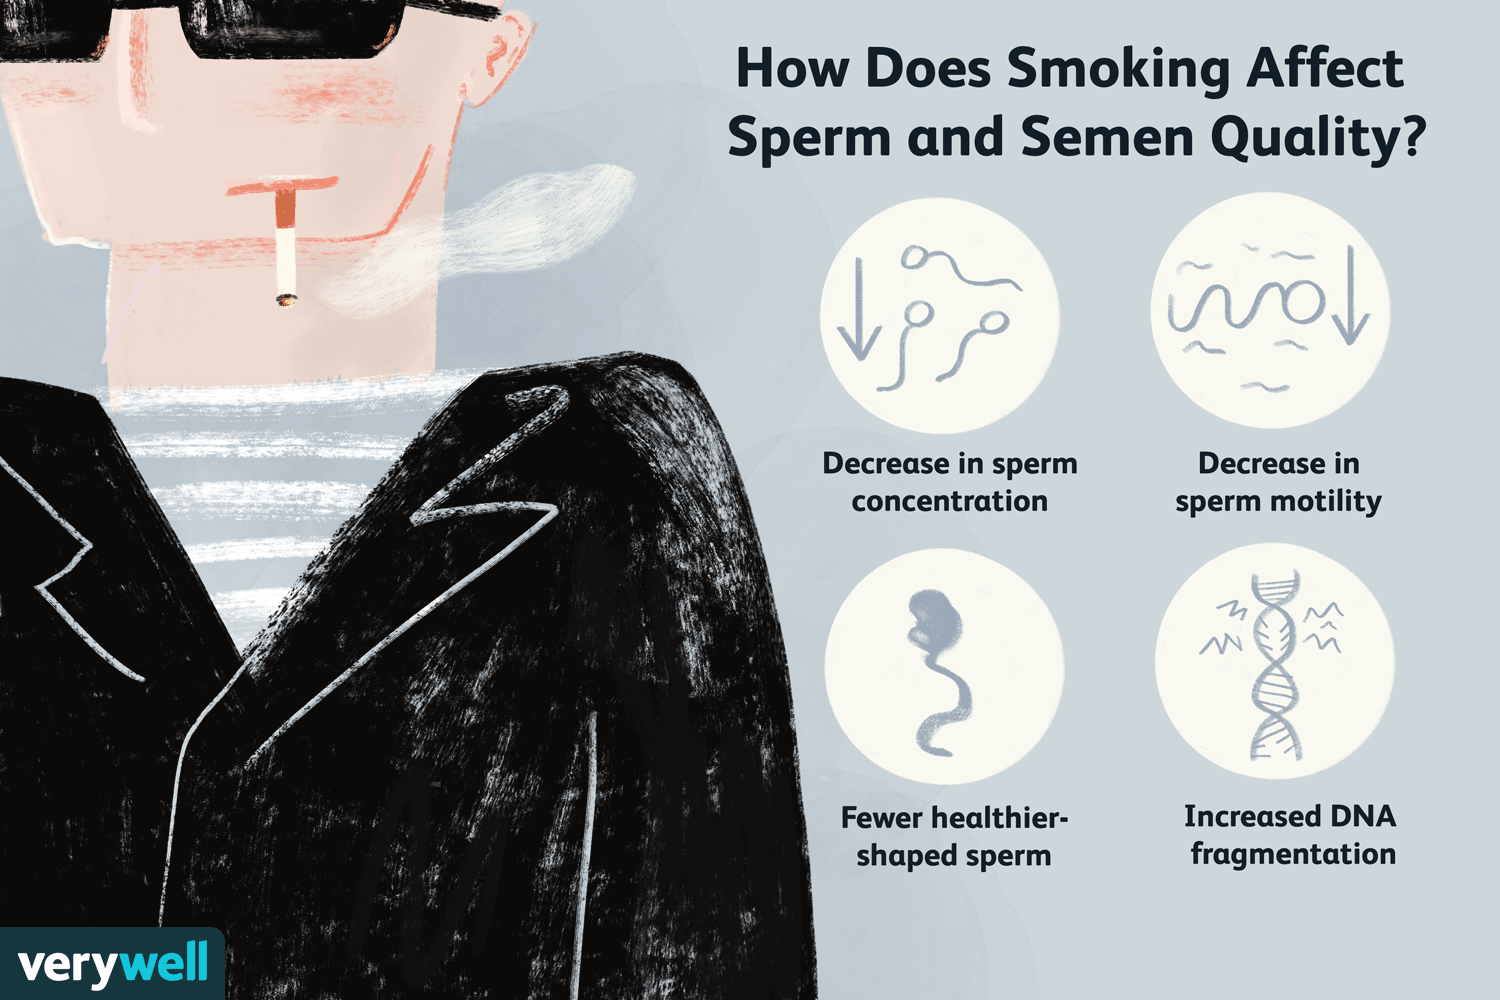 How Does Smoking Affect
Sperm and Semen Quality?
Decrease in sperm
concentration
Decrease in
sperm motility
Fewer healthier-
shaped sperm
Increased DNA
fragmentation
verywell